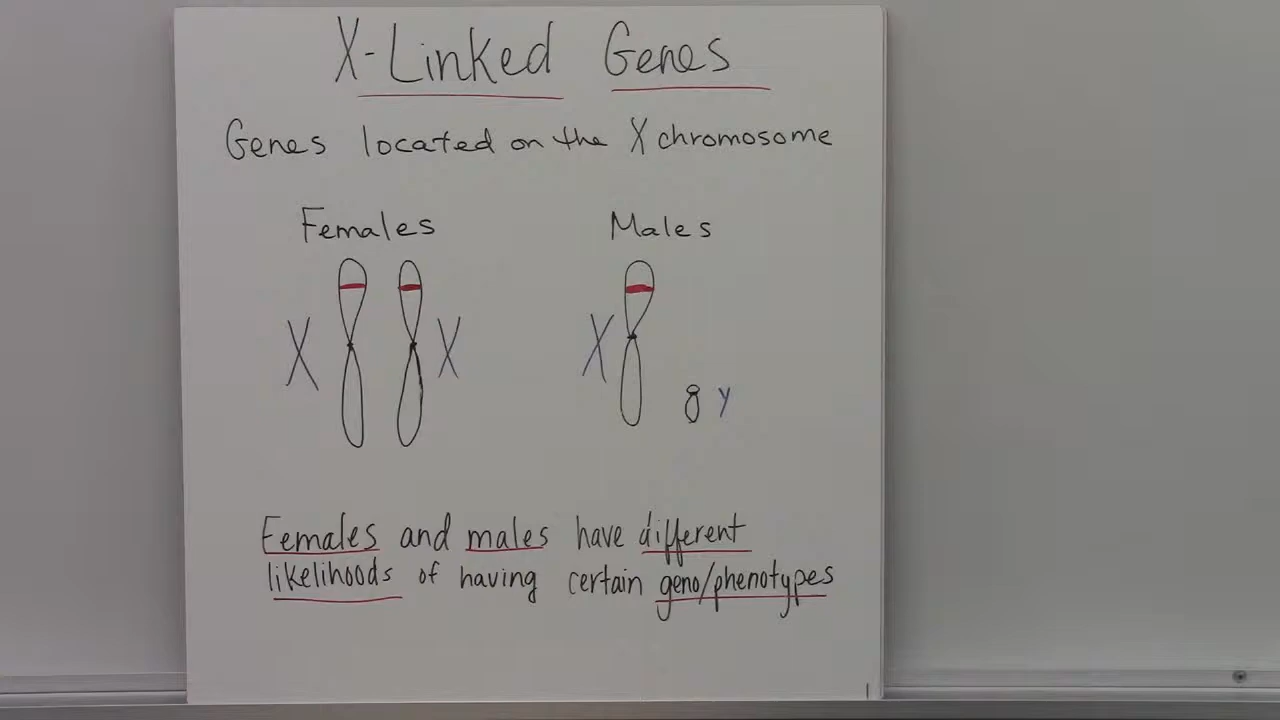 X-Linked Genes
Genes located on the X chromosome
Females Males
X X X Y
Females and males have different
likelihoods of having certain geno/phenotypes